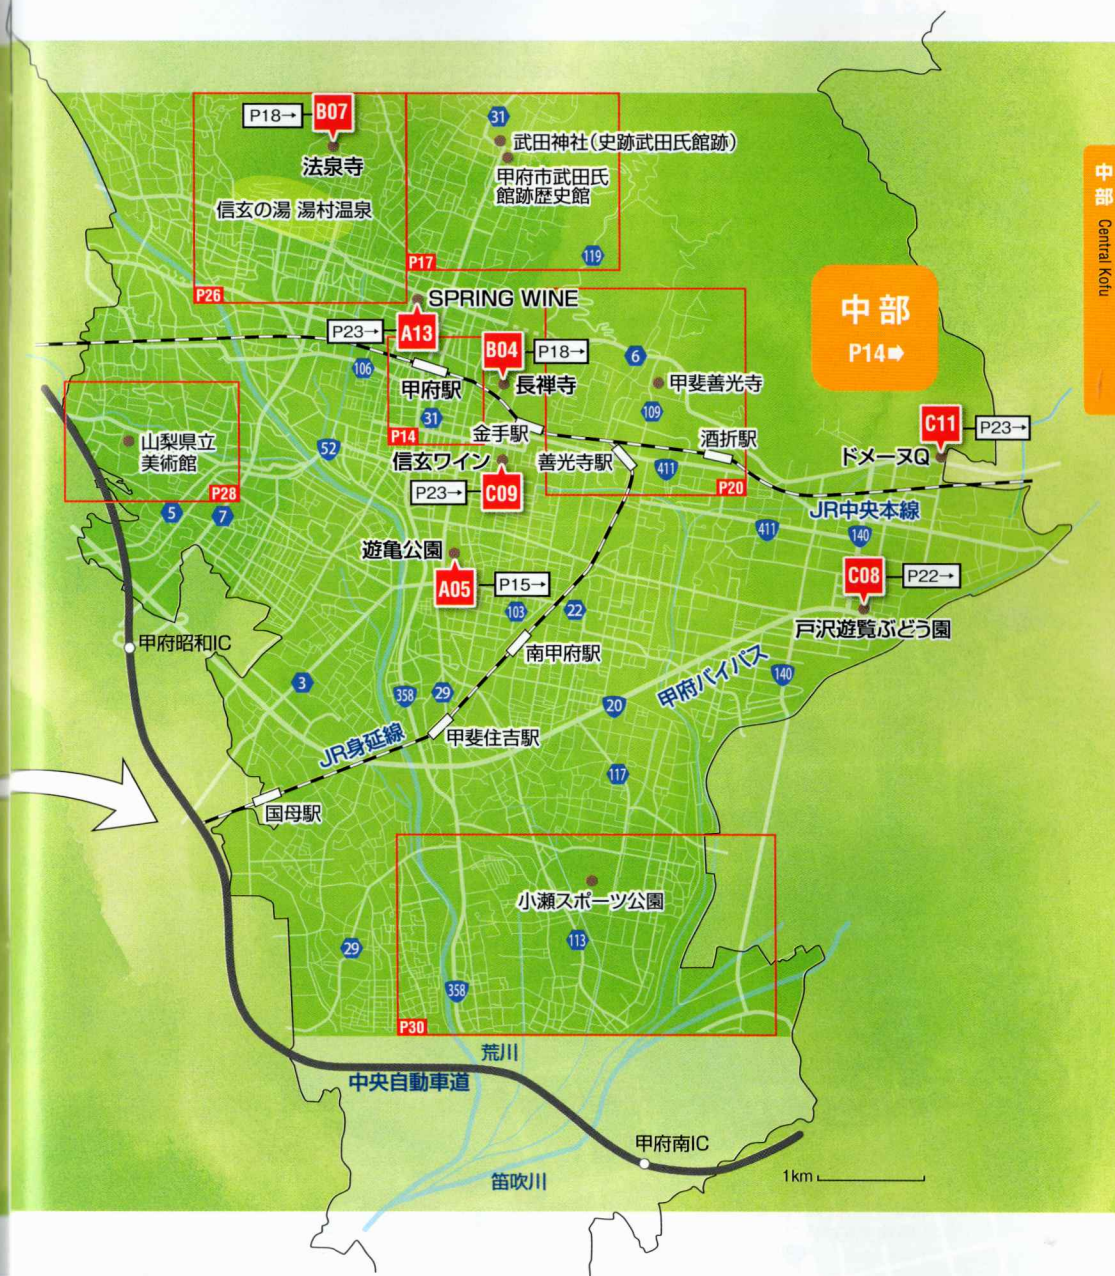 P18→
B07
法泉寺
31
武田神社（史跡武田氏館跡）
甲府市武田氏
館跡歴史館
信玄の湯 湯村温泉
119
P17
P26
中部
Central Kofu
中部
P14➡
SPRING WINE
P23→
A13
B04
P18→
106
甲府駅
長禅寺
6
甲斐善光寺
31
109
P14
金手駅
酒折駅
C11
P23→
ドメーヌQ
山梨県立
美術館
P28
52
信玄ワイン
善光寺駅
411
P20
P23→
C09
5
7
JR中央本線
411
140
遊亀公園
A05
P15→
103
22
C08
P22→
戸沢遊覧ぶどう園
甲府昭和IC
南甲府駅
甲府バイパス
140
3
358
29
20
JR身延線
甲斐住吉駅
117
国母駅
小瀬スポーツ公園
113
29
358
P30
荒川
中央自動車道
甲府南IC
笛吹川
1km